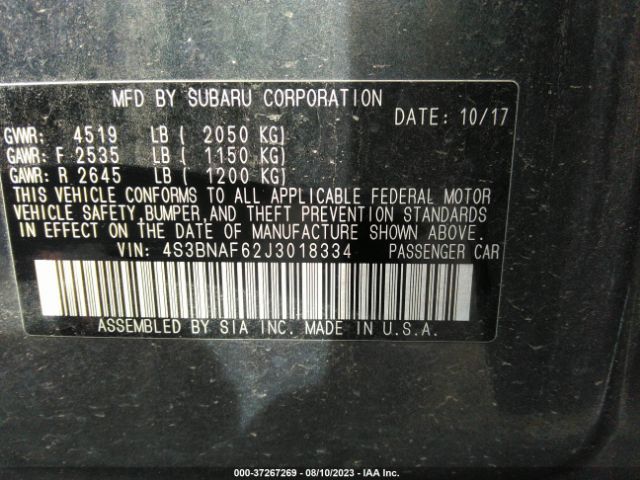 MFD BY SUBARU CORPORATION
DATE: 10/17
GVWR: 4519 LB ( 2050 KG)
GAWR: F 2535 LB ( 1150 KG)
GAWR: R 2645 LB ( 1200 KG)
THIS VEHICLE CONFORMS TO ALL APPLICABLE FEDERAL MOTOR
VEHICLE SAFETY, BUMPER, AND THEFT PREVENTION STANDARDS
IN EFFECT ON THE DATE OF MANUFACTURE SHOWN ABOVE.
VIN: 4S3BNAF62J3018334 PASSENGER CAR
ASSEMBLED BY SIA INC. MADE IN U.S.A.
000-37267269 - 08/10/2023 - IAA Inc.